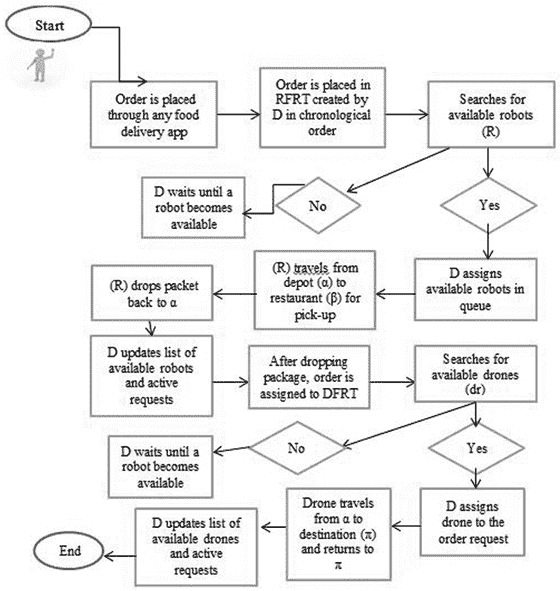 Start
Order is placed
through any food
delivery app
Order is placed in
RFRT created by
D in chronological
order
Searches for
available robots
(R)
D waits until a
robot becomes
available
No
Yes
(R) drops packet
back to α
(R) travels from
depot (α) to
restaurant (β) for
pick-up
D assigns
available robots in
queue
D updates list of
available robots
and active
requests
After dropping
package, order is
assigned to DFRT
Searches for
available drones
(dr)
D waits until a
robot becomes
available
No
Yes
End
D updates list of
available drones
and active
requests
Drone travels
from α to
destination (π)
and returns to
π
D assigns
drone to the
order request